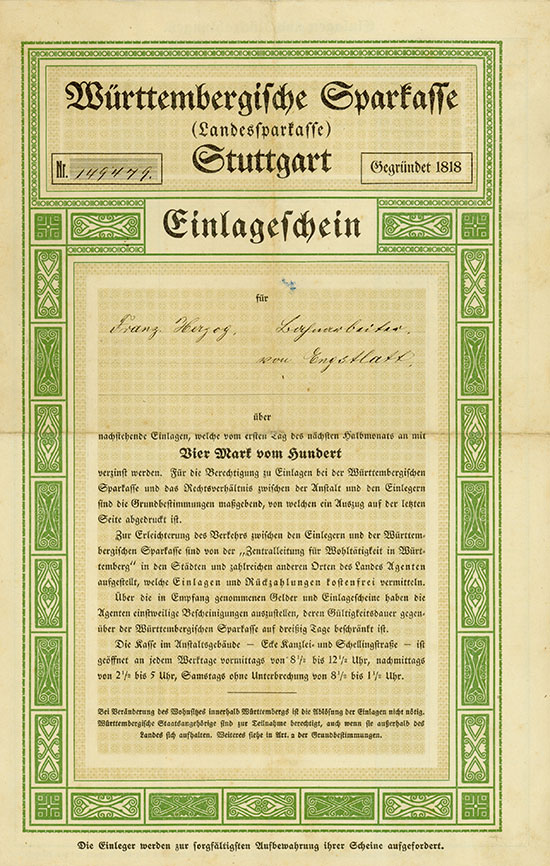 Württembergische Sparkasse
(Landessparkasse)
Stuttgart
Nr. 149479.
Gegründet 1818
Einlageschein
für
Franz Herzog, Bahnarbeiter,
von Engstlatt,
über
nachstehende Einlagen, welche vom ersten Tag des nächsten Halbmonats an mit
Vier Mark vom Hundert
verzinst werden. Für die Berechtigung zu Einlagen bei der Württembergischen
Sparkasse und das Rechtsverhältnis zwischen der Anstalt und den Einlegern
sind die Grundbestimmungen maßgebend, von welchen ein Auszug auf der letzten
Seite abgedruckt ist.
Zur Erleichterung des Verkehrs zwischen den Einlegern und der Württem-
bergischen Sparkasse sind von der „Zentralleitung für Wohltätigkeit in Würt-
temberg“ in den Städten und zahlreichen anderen Orten des Landes Agenten
aufgestellt, welche Einlagen und Rückzahlungen kostenfrei vermitteln.
Über die in Empfang genommenen Gelder und Einlagescheine haben die
Agenten einstweilige Bescheinigungen auszustellen, deren Gültigkeitsdauer gegen-
über der Württembergischen Sparkasse auf dreißig Tage beschränkt ist.
Die Kasse im Anstaltsgebäude — Ecke Kanzlei- und Schellingstraße — ist
geöffnet an jedem Werktage vormittags von 8½ bis 12½ Uhr, nachmittags
von 2½ bis 5 Uhr, Samstags ohne Unterbrechung von 8½ bis 1½ Uhr.
Bei Veränderung des Wohnsitzes innerhalb Württembergs ist die Ablösung der Einlagen nicht nötig.
Württembergische Staatsangehörige sind zur Teilnahme berechtigt, auch wenn sie außerhalb des
Landes sich aufhalten. Weiteres siehe in Art. 2 der Grundbestimmungen.
Die Einleger werden zur sorgfältigsten Aufbewahrung ihrer Scheine aufgefordert.